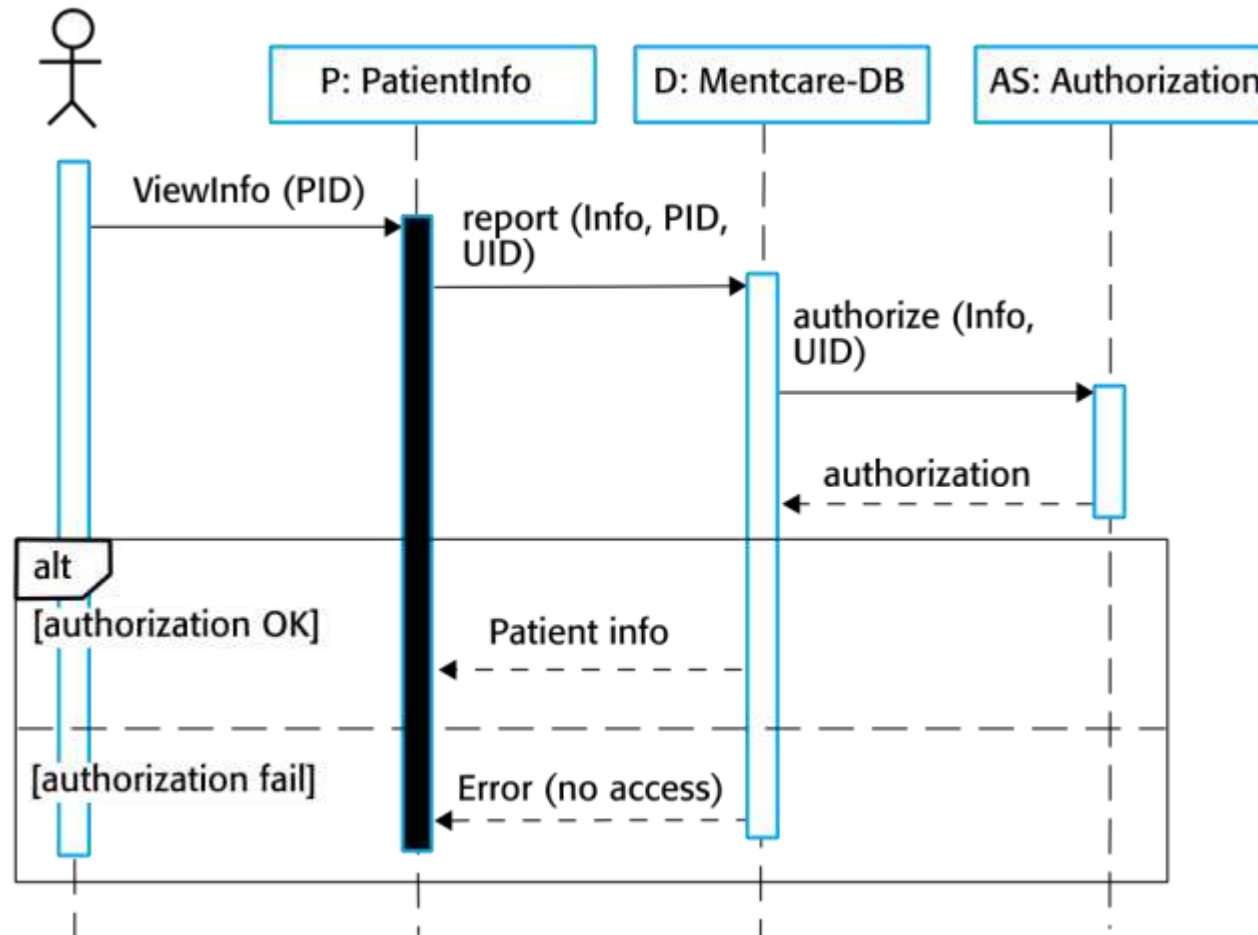 P: PatientInfo
D: Mentcare-DB
AS: Authorization
ViewInfo (PID)
report (Info, PID,
UID)
authorize (Info,
UID)
authorization
alt
[authorization OK]
Patient info
[authorization fail]
Error (no access)